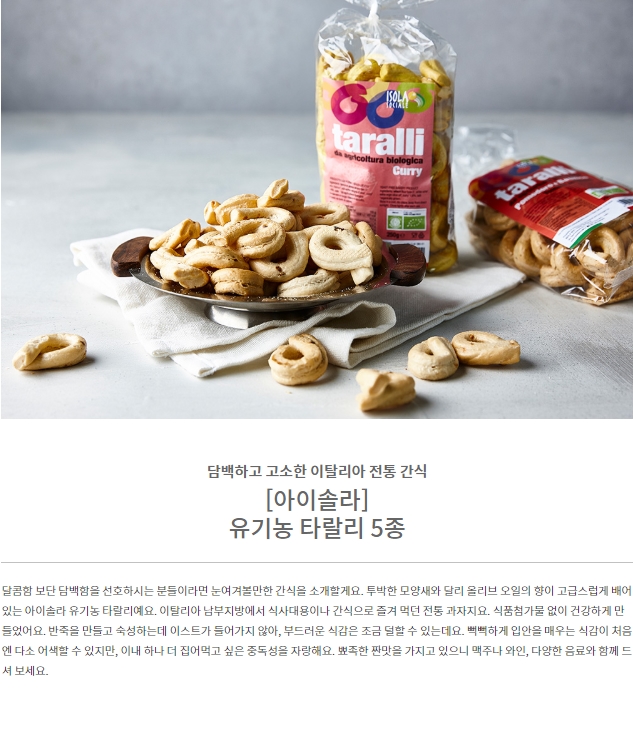 ISOLA
taralli
da agricoltura biologica
Curry
taralli
담백하고 고소한 이탈리아 전통 간식
[아이솔라]
유기농 타랄리 5종
달콤함 보단 담백함을 선호하시는 분들이라면 눈여겨볼만한 간식을 소개할게요. 투박한 모양새와 달리 올리브 오일의 향이 고급스럽게 배어
있는 아이솔라 유기농 타랄리예요. 이탈리아 남부지방에서 식사대용이나 간식으로 즐겨 먹던 전통 과자지요. 식품첨가물 없이 건강하게 만
들었어요. 반죽을 만들고 숙성하는데 이스트가 들어가지 않아, 부드러운 식감은 조금 덜할 수 있는데요. 뻑뻑하게 입안을 매우는 식감이 처음
엔 다소 어색할 수 있지만, 이내 하나 더 집어먹고 싶은 중독성을 자랑해요. 뾰족한 짠맛을 가지고 있으니 맥주나 와인, 다양한 음료와 함께 드
셔 보세요.